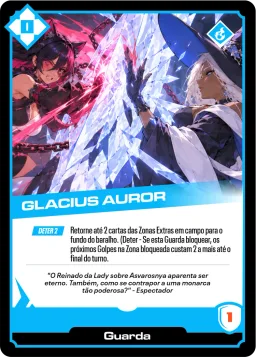 1
GLACIUS AUROR
DETER 2
Retorne até 2 cartas das Zonas Extras em campo para o
fundo do baralho. (Deter - Se esta Guarda bloquear, os
próximos Golpes na Zona bloqueada custam 2 a mais até o
final do turno.
"O Reinado da Lady sobre Asvarosnya aparenta ser
eterno. Também, como se contrapor a uma monarca
tão poderosa?" - Espectador
1
Guarda